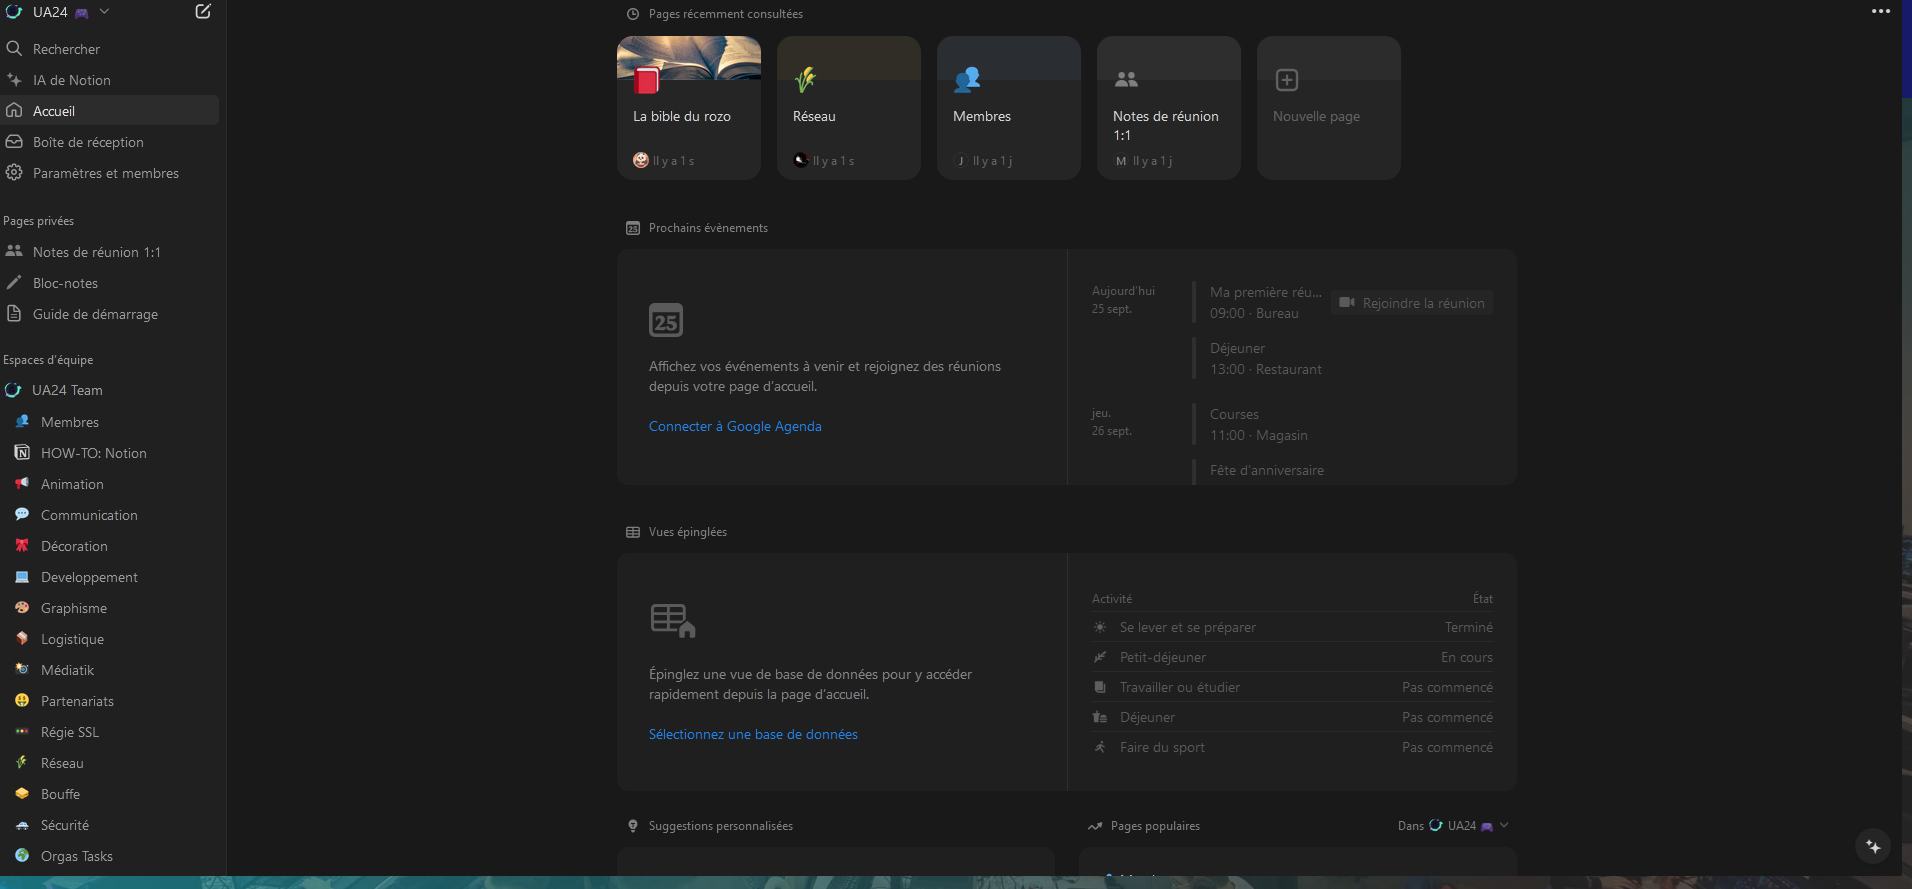 UA24
Rechercher
IA de Notion
Accueil
Boîte de réception
Paramètres et membres
Pages privées
Notes de réunion 1:1
Bloc-notes
Guide de démarrage
Espaces d'équipe
UA24 Team
Membres
HOW-TO: Notion
Animation
Communication
Décoration
Developpement
Graphisme
Logistique
Médiatik
Partenariats
Régie SSL
Réseau
Bouffe
Sécurité
Orgas Tasks
Pages récemment consultées
La bible du rozo
Il y a 1 s
Réseau
Il y a 1 s
Membres
J Il y a 1 j
Notes de réunion
1:1
M Il y a 1 j
Nouvelle page
Prochains évènements
25
Affichez vos événements à venir et rejoignez des réunions
depuis votre page d'accueil.
Connecter à Google Agenda
Aujourd'hui
25 sept.
Ma première réu...
09:00 · Bureau
Rejoindre la réunion
Déjeuner
13:00 · Restaurant
jeu.
26 sept.
Courses
11:00 · Magasin
Fête d'anniversaire
Vues épinglées
Épinglez une vue de base de données pour y accéder
rapidement depuis la page d'accueil.
Sélectionnez une base de données
Activité État
Se lever et se préparer Terminé
Petit-déjeuner En cours
Travailler ou étudier Pas commencé
Déjeuner Pas commencé
Faire du sport Pas commencé
Suggestions personnalisées
Pages populaires
Dans UA24